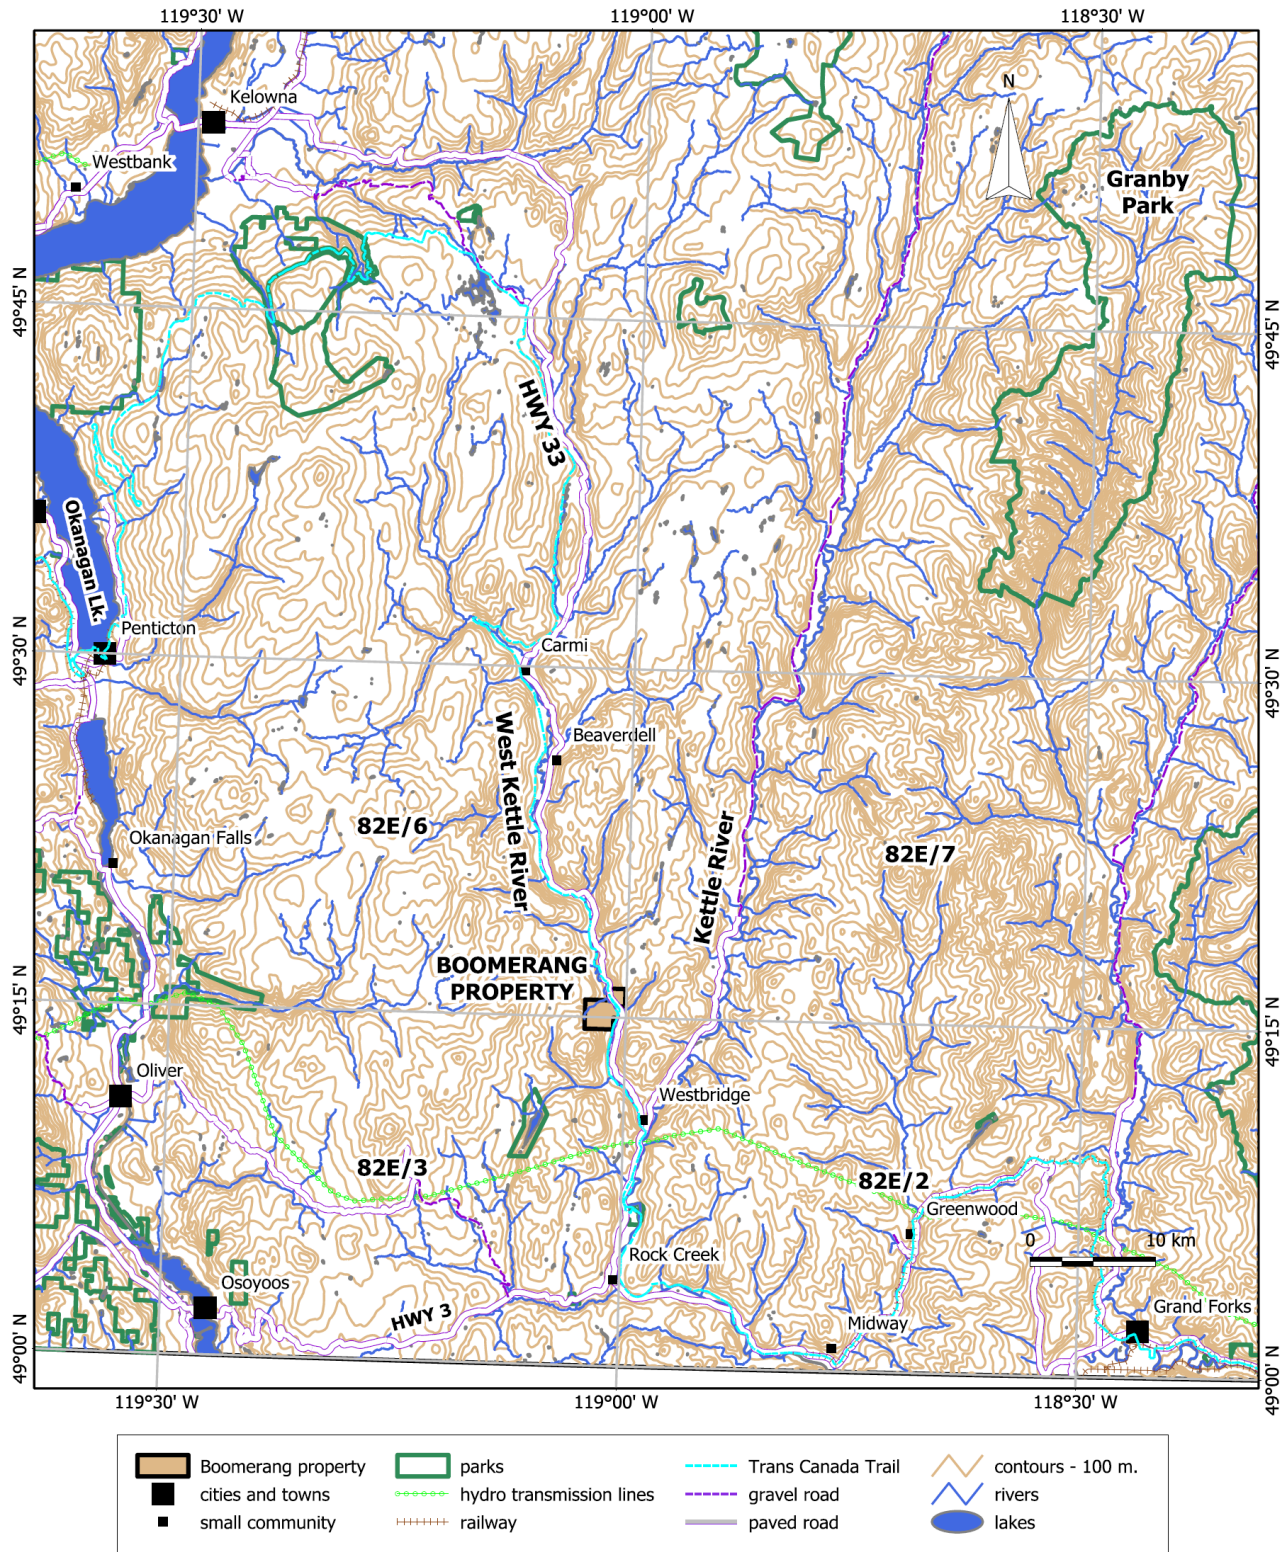 119°30' W
119°00' W
118°30' W
N
Kelowna
Westbank
Granby
Park
49°45' N
49°45' N
HWY 33
Okanagan Lk.
Penticton
Carmi
49°30' N
49°30' N
West Kettle River
Beaverdell
82E/6
Okanagan Falls
Kettle River
82E/7
BOOMERANG
PROPERTY
49°15' N
49°15' N
Oliver
Westbridge
82E/3
82E/2
Greenwood
0 10 km
Rock Creek
Osoyoos
HWY 3
Midway
Grand Forks
49°00' N
49°00' N
119°30' W
119°00' W
118°30' W
Boomerang property
parks
Trans Canada Trail
contours - 100 m.
cities and towns
hydro transmission lines
gravel road
rivers
small community
railway
paved road
lakes